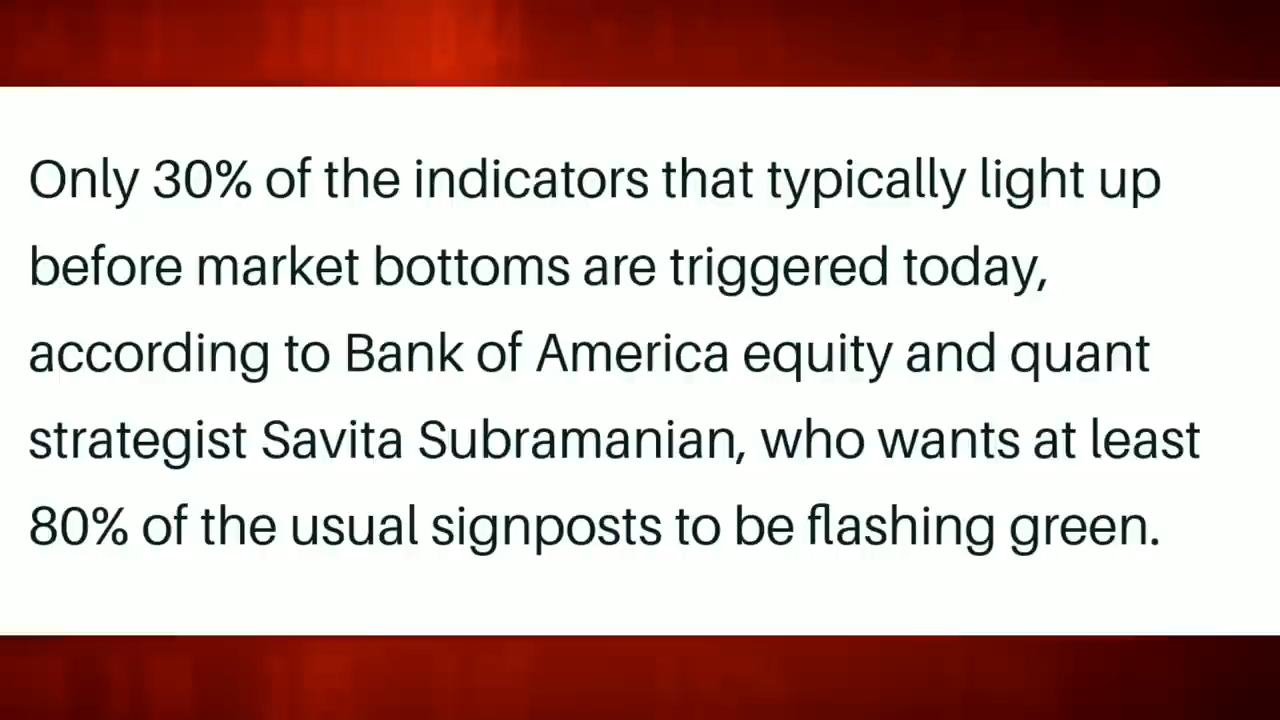 Only 30% of the indicators that typically light up
before market bottoms are triggered today,
according to Bank of America equity and quant
strategist Savita Subramanian, who wants at least
80% of the usual signposts to be flashing green.